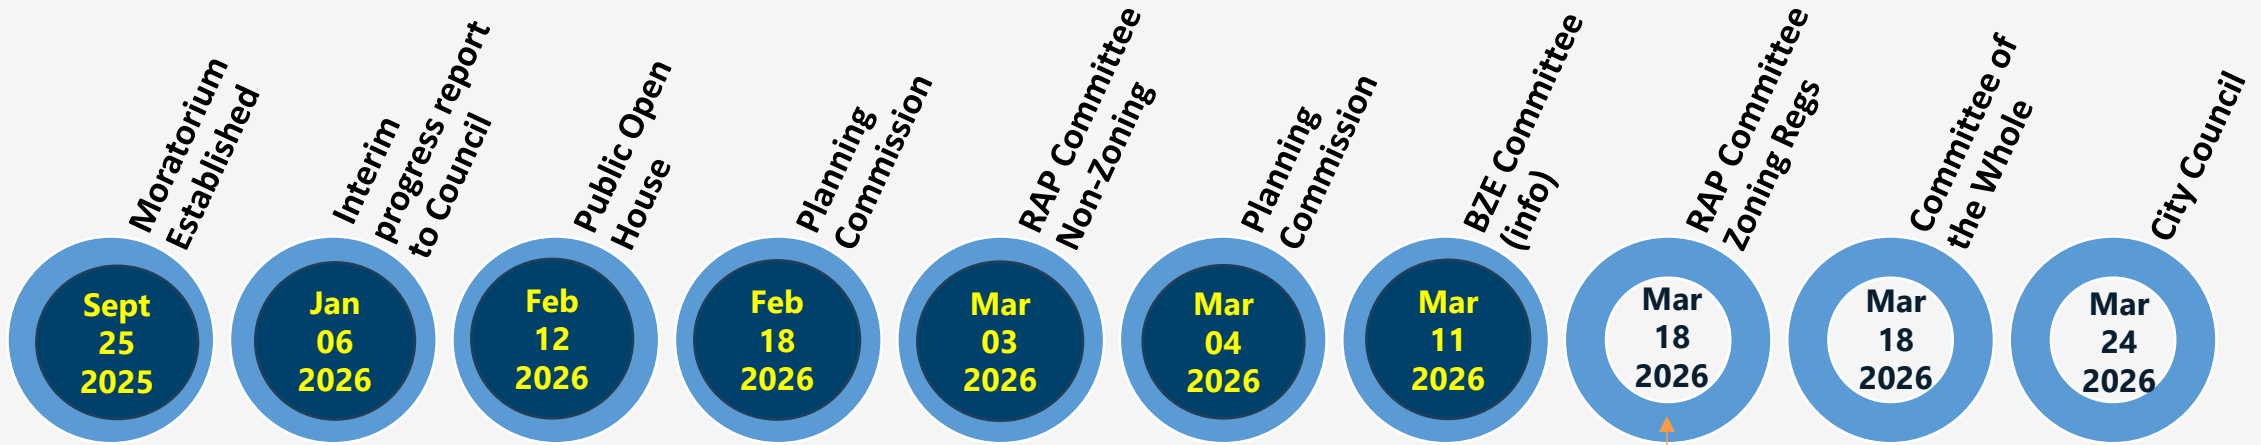 Moratorium
Established
Sept
25
2025
Interim
progress report
to Council
Jan
06
2026
Public Open
House
Feb
12
2026
Planning
Commission
Feb
18
2026
RAP Committee
Non-Zoning
Mar
03
2026
Planning
Commission
Mar
04
2026
BZE Committee
(info)
Mar
11
2026
RAP Committee
Zoning Regs
Mar
18
2026
Committee of
the Whole
Mar
18
2026
City Council
Mar
24
2026